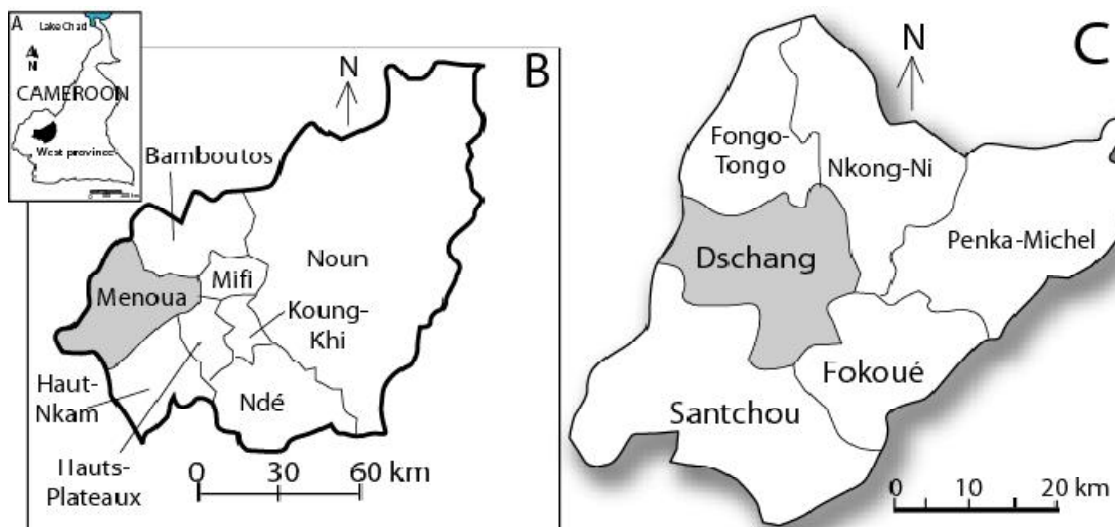 A
Lake Chad
N
CAMEROON
West province
B
N
Bamboutos
Noun
Mifi
Menoua
Koung-
Khi
Haut-
Nkam
Ndé
Hauts-
Plateaux
0 30 60 km
C
N
Fongo-
Tongo
Nkong-Ni
Penka-Michel
Dschang
Fokoué
Santchou
0 10 20 km